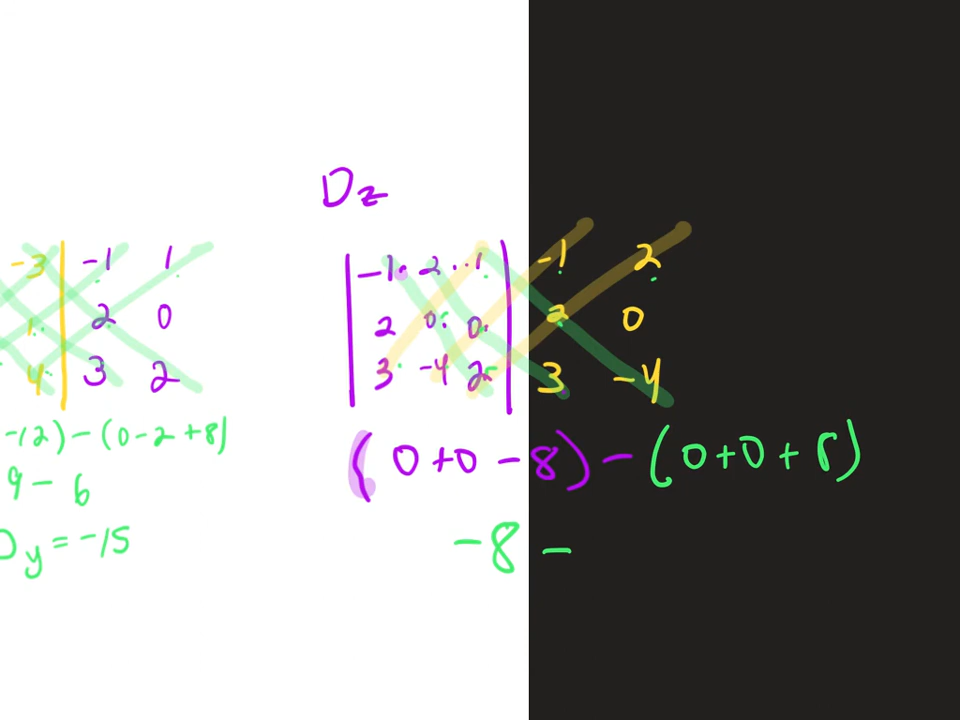 Dz
-3 | -1 1
1 | 2 0
4 | 3 2
-12) - (0 - 2 + 8)
9 - 6
Dy = -15
| -1 2 1 | -1 2
| 2 0 0 | 2 0
| 3 -4 2 | 3 -4
(0 + 0 - 8) - (0 + 0 + 8)
-8 -